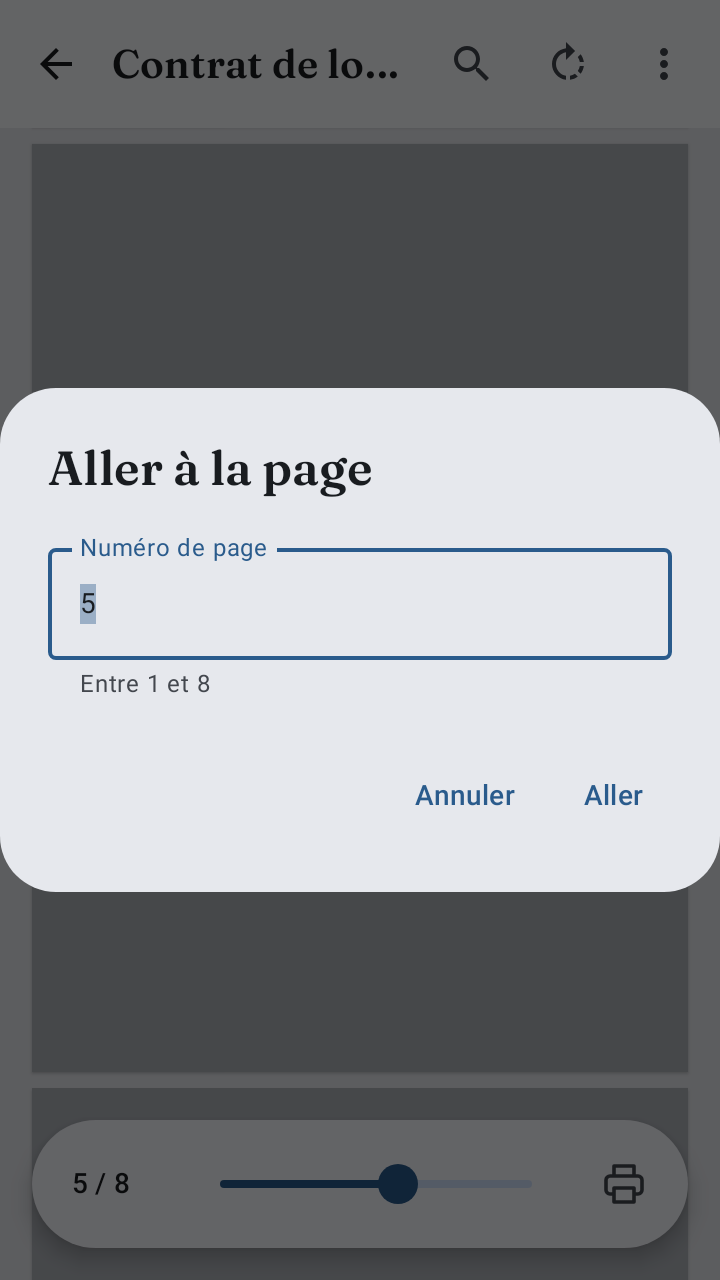 Contrat de lo...
Aller à la page
Numéro de page
5
Entre 1 et 8
Annuler
Aller
5 / 8